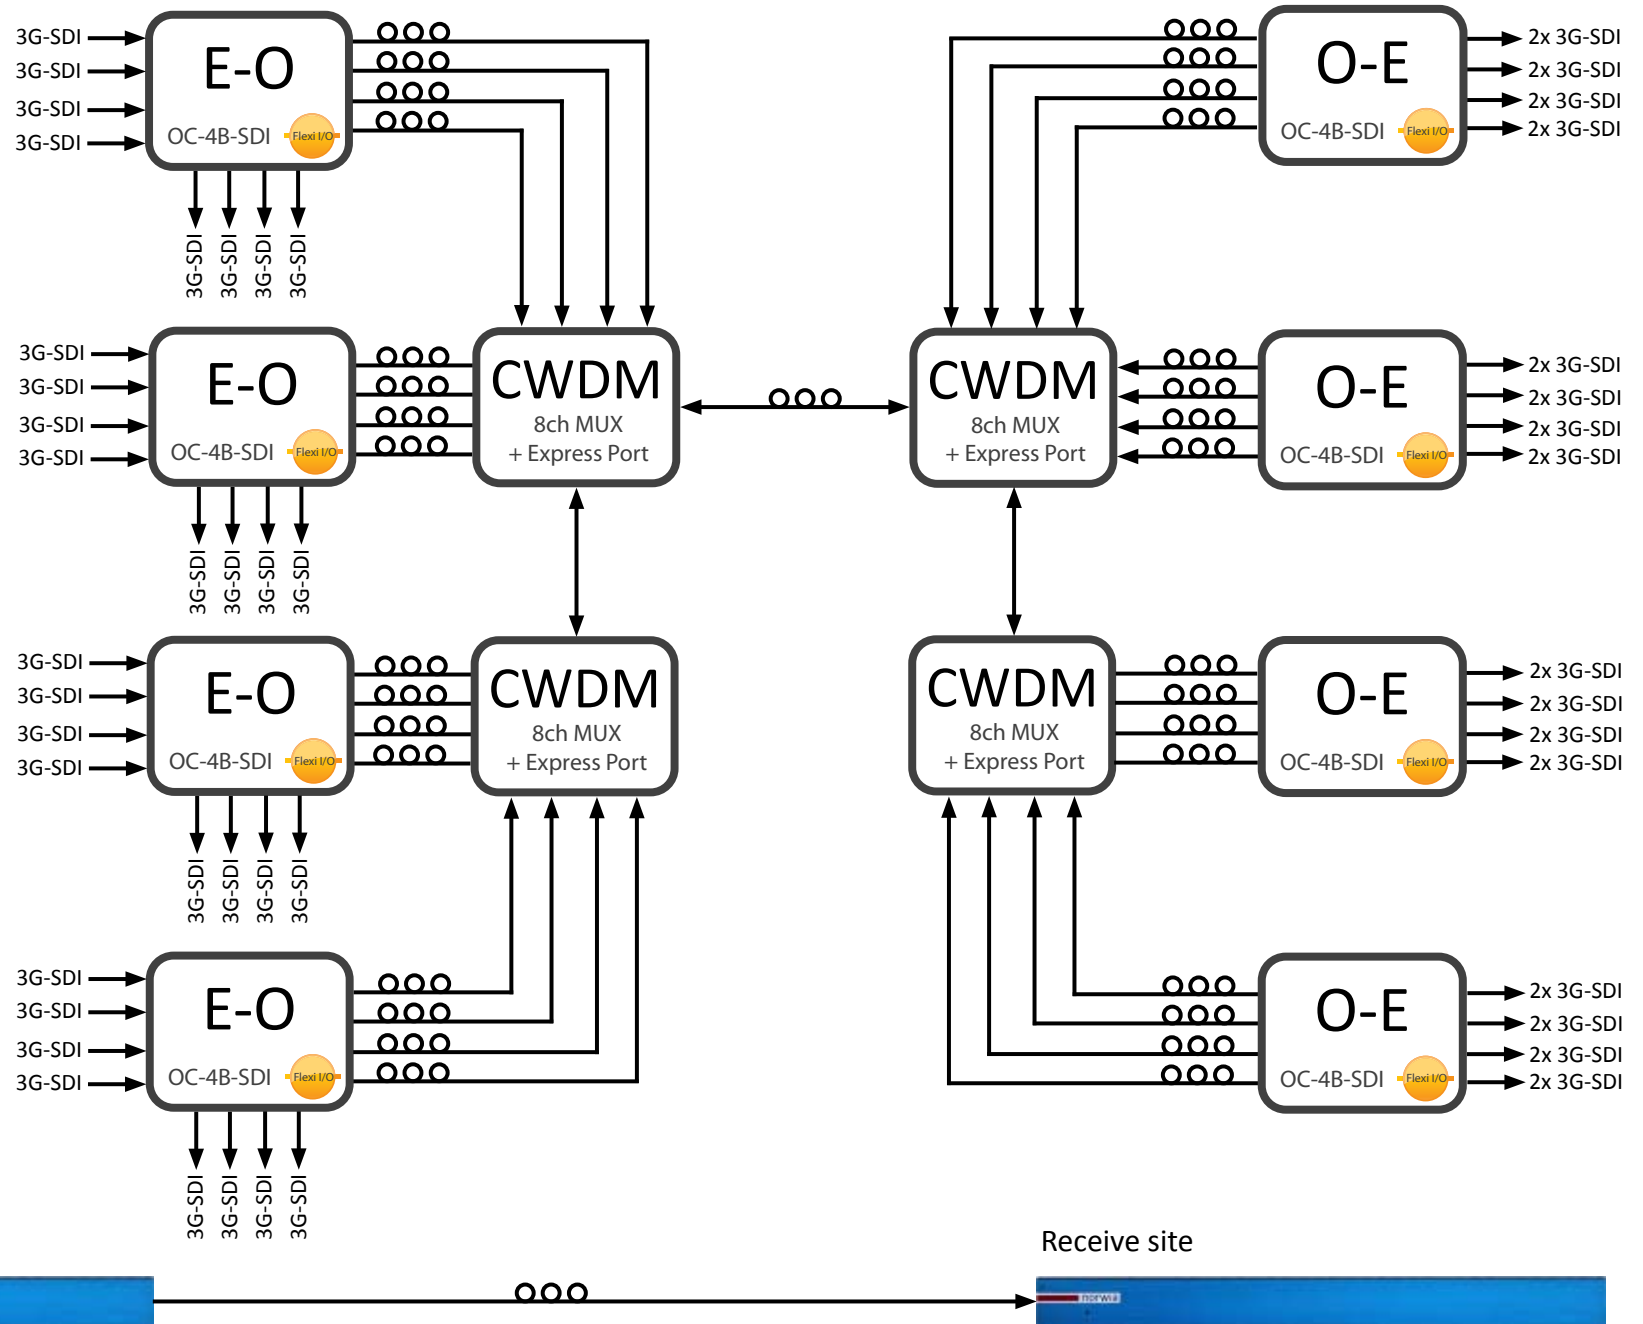 3G-SDI
3G-SDI
3G-SDI
3G-SDI
E-O
OC-4B-SDI
Flexi I/O
3G-SDI
3G-SDI
3G-SDI
3G-SDI
O-E
OC-4B-SDI
Flexi I/O
2x 3G-SDI
2x 3G-SDI
2x 3G-SDI
2x 3G-SDI
3G-SDI
3G-SDI
3G-SDI
3G-SDI
E-O
OC-4B-SDI
Flexi I/O
3G-SDI
3G-SDI
3G-SDI
3G-SDI
CWDM
8ch MUX
+ Express Port
CWDM
8ch MUX
+ Express Port
O-E
OC-4B-SDI
Flexi I/O
2x 3G-SDI
2x 3G-SDI
2x 3G-SDI
2x 3G-SDI
3G-SDI
3G-SDI
3G-SDI
3G-SDI
E-O
OC-4B-SDI
Flexi I/O
3G-SDI
3G-SDI
3G-SDI
3G-SDI
CWDM
8ch MUX
+ Express Port
CWDM
8ch MUX
+ Express Port
O-E
OC-4B-SDI
Flexi I/O
2x 3G-SDI
2x 3G-SDI
2x 3G-SDI
2x 3G-SDI
3G-SDI
3G-SDI
3G-SDI
3G-SDI
E-O
OC-4B-SDI
Flexi I/O
3G-SDI
3G-SDI
3G-SDI
3G-SDI
O-E
OC-4B-SDI
Flexi I/O
2x 3G-SDI
2x 3G-SDI
2x 3G-SDI
2x 3G-SDI
Receive site
norwia